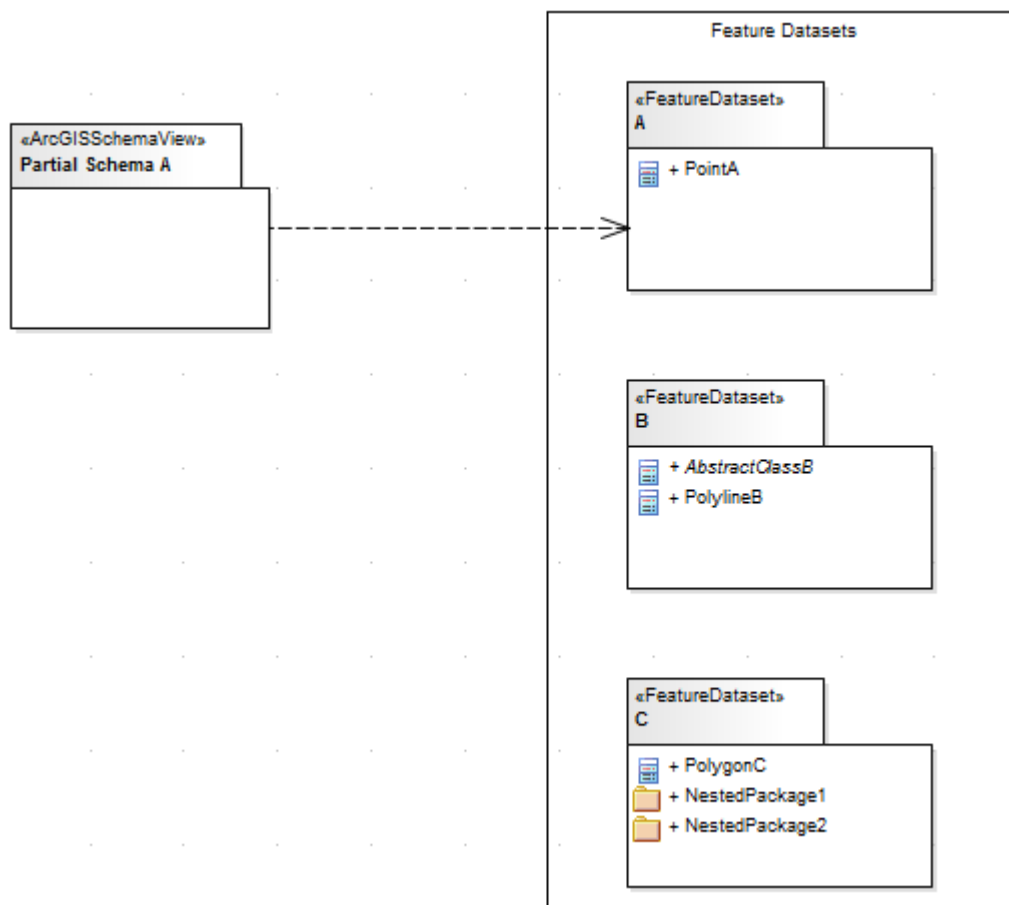 Feature Datasets
«ArcGISSchemaView»
Partial Schema A
«FeatureDataset»
A
+ PointA
«FeatureDataset»
B
+ AbstractClassB
+ PolylineB
«FeatureDataset»
C
+ PolygonC
+ NestedPackage1
+ NestedPackage2